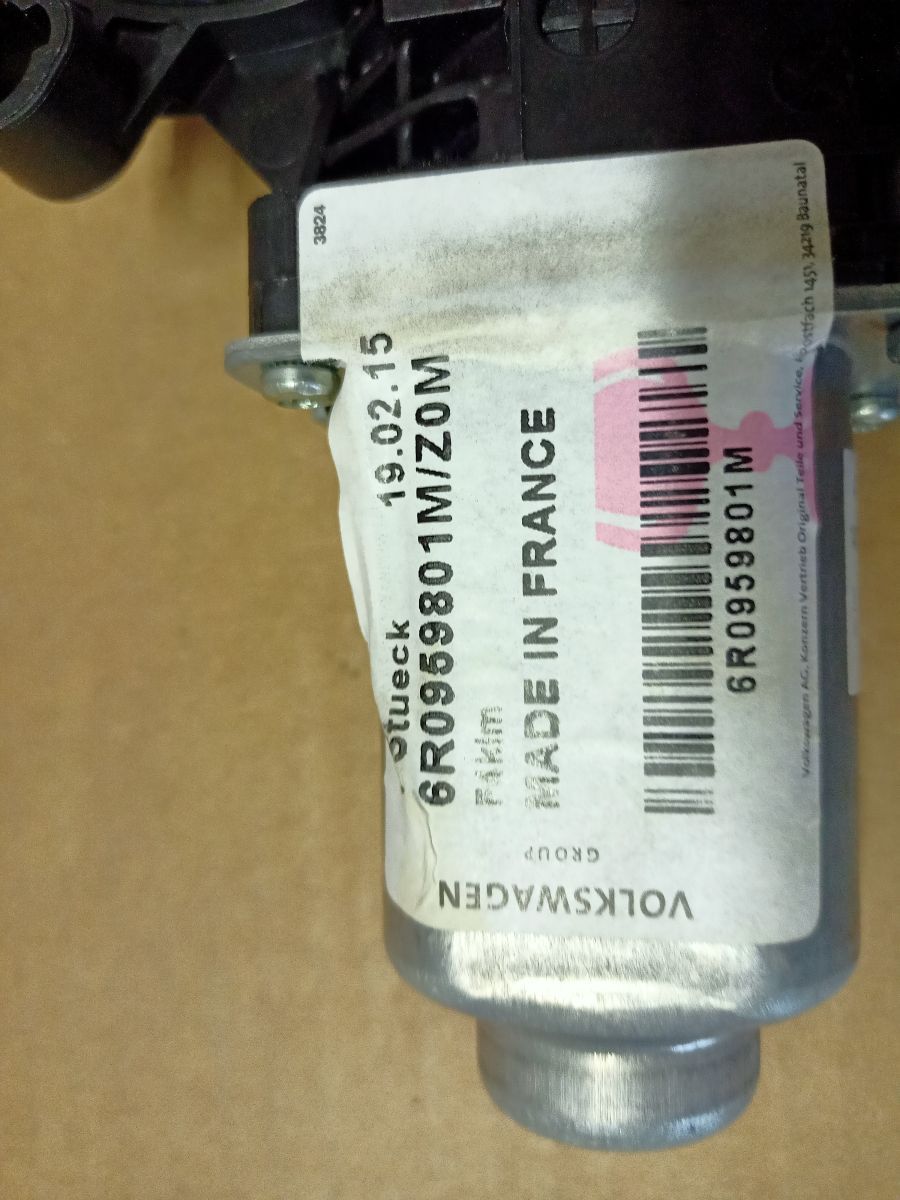 3824
Stueck 19.02.15
6R0959801M/Z0M
MADE IN FRANCE
6R0959801M
Volkswagen AG, Konzern Vertrieb Original Teile und Service, Postfach 1451, 34219 Baunatal
VOLKSWAGEN
GROUP